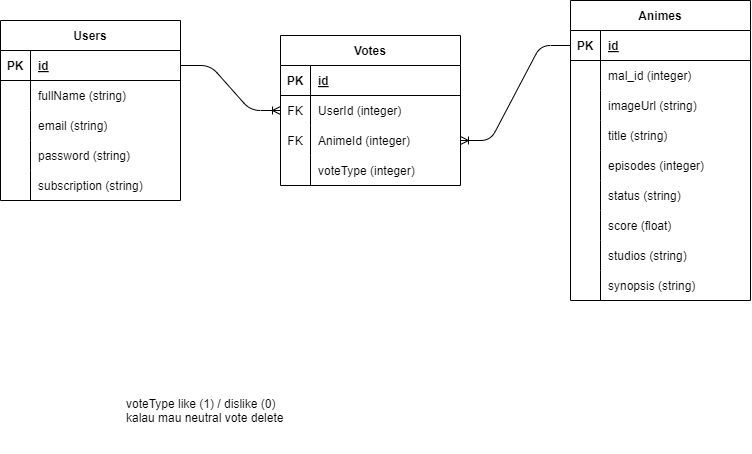 Users
PK id
fullName (string)
email (string)
password (string)
subscription (string)
Votes
PK id
FK UserId (integer)
FK AnimeId (integer)
voteType (integer)
Animes
PK id
mal_id (integer)
imageUrl (string)
title (string)
episodes (integer)
status (string)
score (float)
studios (string)
synopsis (string)
voteType like (1) / dislike (0)
kalau mau neutral vote delete